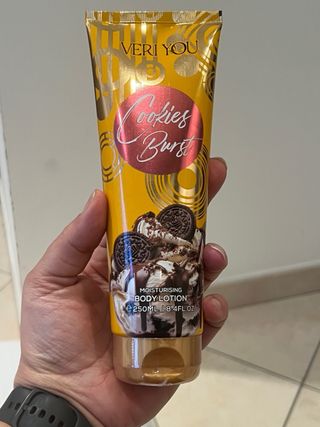 VERI YOU
Cookies
Burst
MOISTURISING
BODY LOTION
℮ 250ML / 8.4FL.OZ